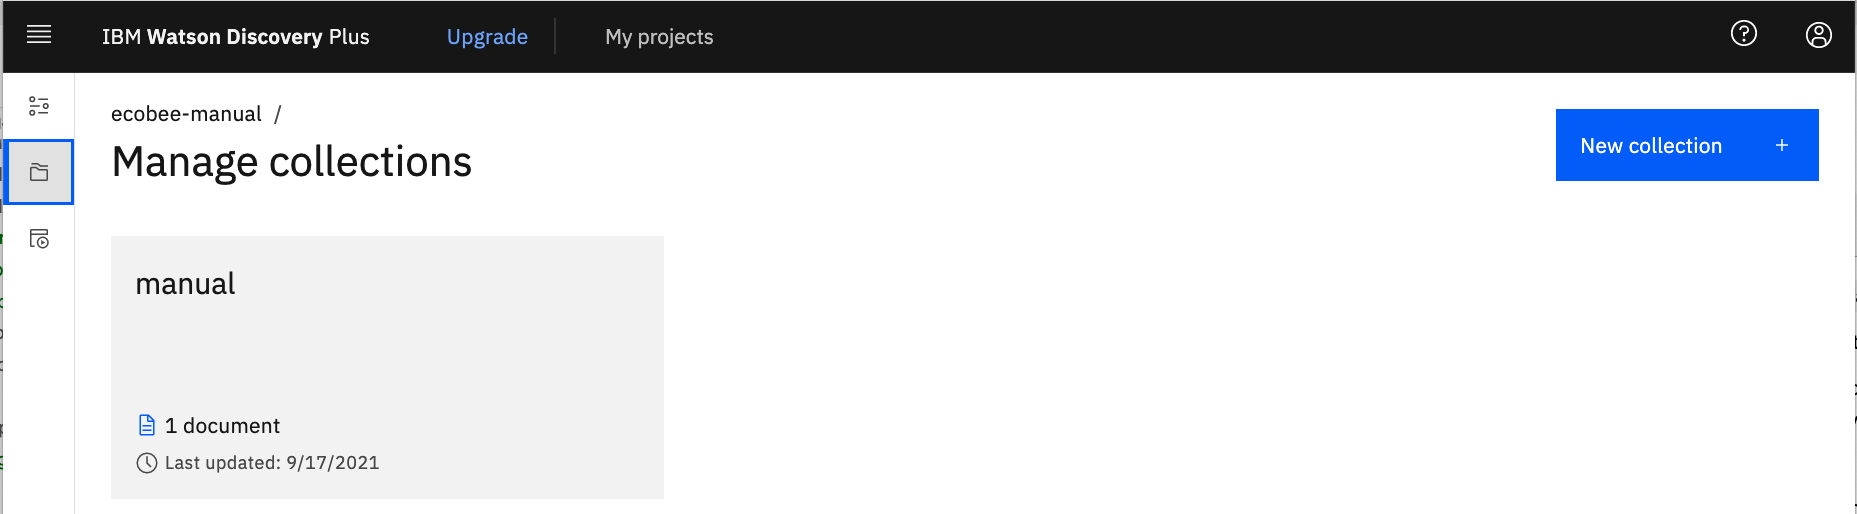 IBM Watson Discovery Plus
Upgrade
My projects
ecobee-manual /
Manage collections
New collection +
manual
1 document
Last updated: 9/17/2021